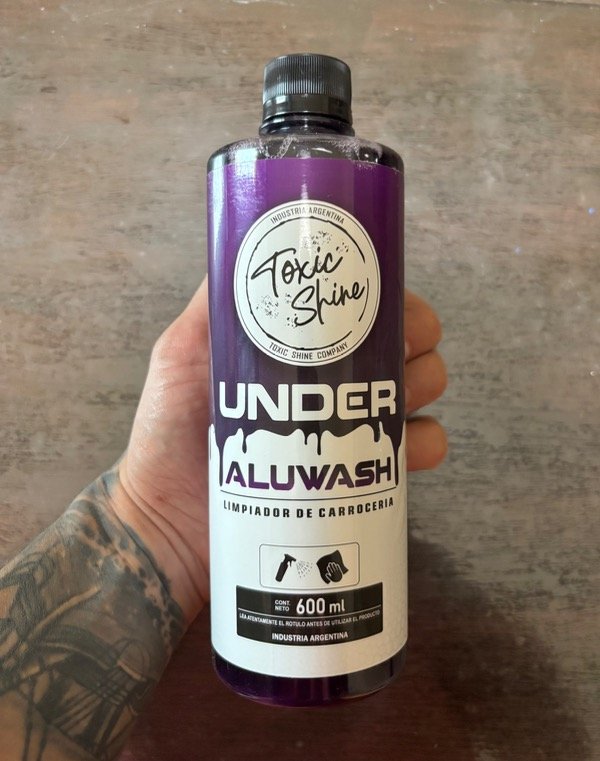 INDUSTRIA ARGENTINA
Toxic
Shine
TOXIC SHINE COMPANY
UNDER
ALUWASH
LIMPIADOR DE CARROCERIA
CONT. NETO 600 ml
LEA ATENTAMENTE EL ROTULO ANTES DE UTILIZAR EL PRODUCTO
INDUSTRIA ARGENTINA